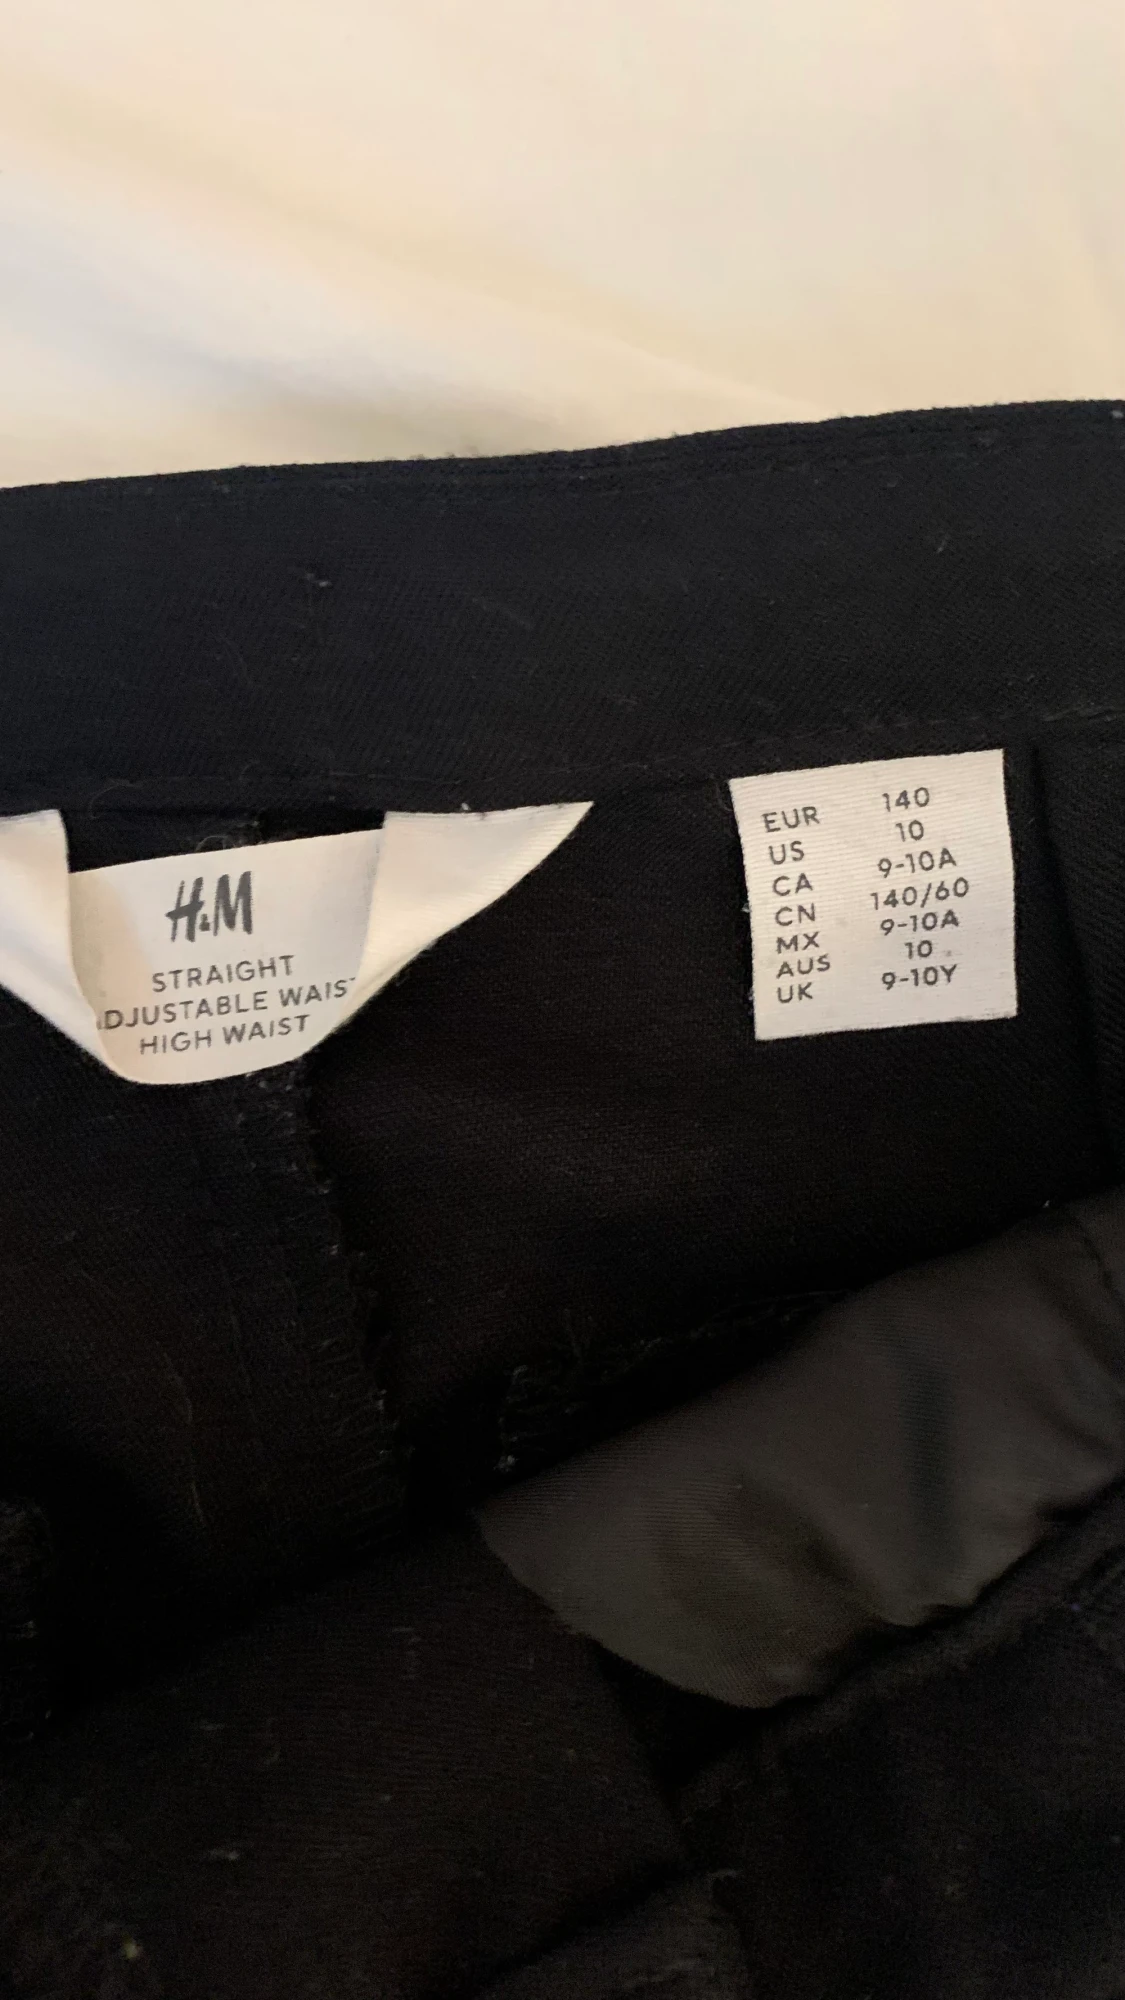 H&M
STRAIGHT
DJUSTABLE WAIS
HIGH WAIST
EUR 140
US 10
CA 9-10A
CN 140/60
MX 9-10A
AUS 10
UK 9-10Y